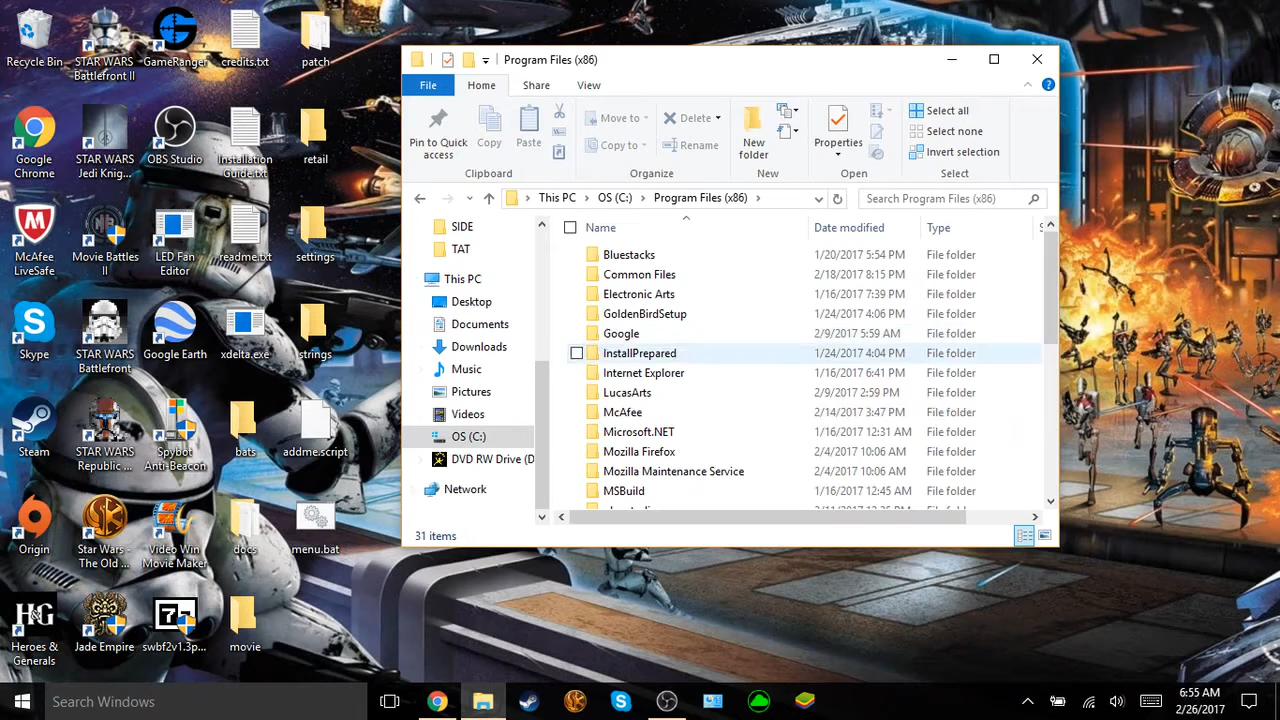 Recycle Bin
STAR WARS
Battlefront II
GameRanger
credits.txt
patch
Google
Chrome
STAR WARS
Jedi Knig...
OBS Studio
Installation
Guide.txt
retail
McAfee
LiveSafe
Movie Battles
II
LED Fan
Editor
readme.txt
settings
Skype
STAR WARS
Battlefront
Google Earth
xdelta.exe
strings
Steam
STAR WARS
Republic ...
Spybot
Anti-Beacon
bats
addme.script
Origin
Star Wars -
The Old ...
Video Win
Movie Maker
docs
menu.bat
H&G
Heroes &
Generals
Jade Empire
swbf2v1.3p...
movie
Program Files (x86)
File
Home
Share
View
Pin to Quick
access
Copy
Paste
Clipboard
Move to
Copy to
Delete
Rename
Organize
New
folder
New
Properties
Open
Select all
Select none
Invert selection
Select
This PC
OS (C:)
Program Files (x86)
Search Program Files (x86)
SIDE
TAT
This PC
Desktop
Documents
Downloads
Music
Pictures
Videos
OS (C:)
DVD RW Drive (D
Network
Name Date modified Type
Bluestacks 1/20/2017 5:54 PM File folder
Common Files 2/18/2017 8:15 PM File folder
Electronic Arts 1/16/2017 7:39 PM File folder
GoldenBirdSetup 1/24/2017 4:06 PM File folder
Google 2/9/2017 5:59 AM File folder
InstallPrepared 1/24/2017 4:04 PM File folder
Internet Explorer 1/16/2017 6:41 PM File folder
LucasArts 2/9/2017 2:59 PM File folder
McAfee 2/14/2017 3:47 PM File folder
Microsoft.NET 1/16/2017 12:31 AM File folder
Mozilla Firefox 2/4/2017 10:06 AM File folder
Mozilla Maintenance Service 2/4/2017 10:06 AM File folder
MSBuild 1/16/2017 12:45 AM File folder
31 items
Search Windows
6:55 AM
2/26/2017